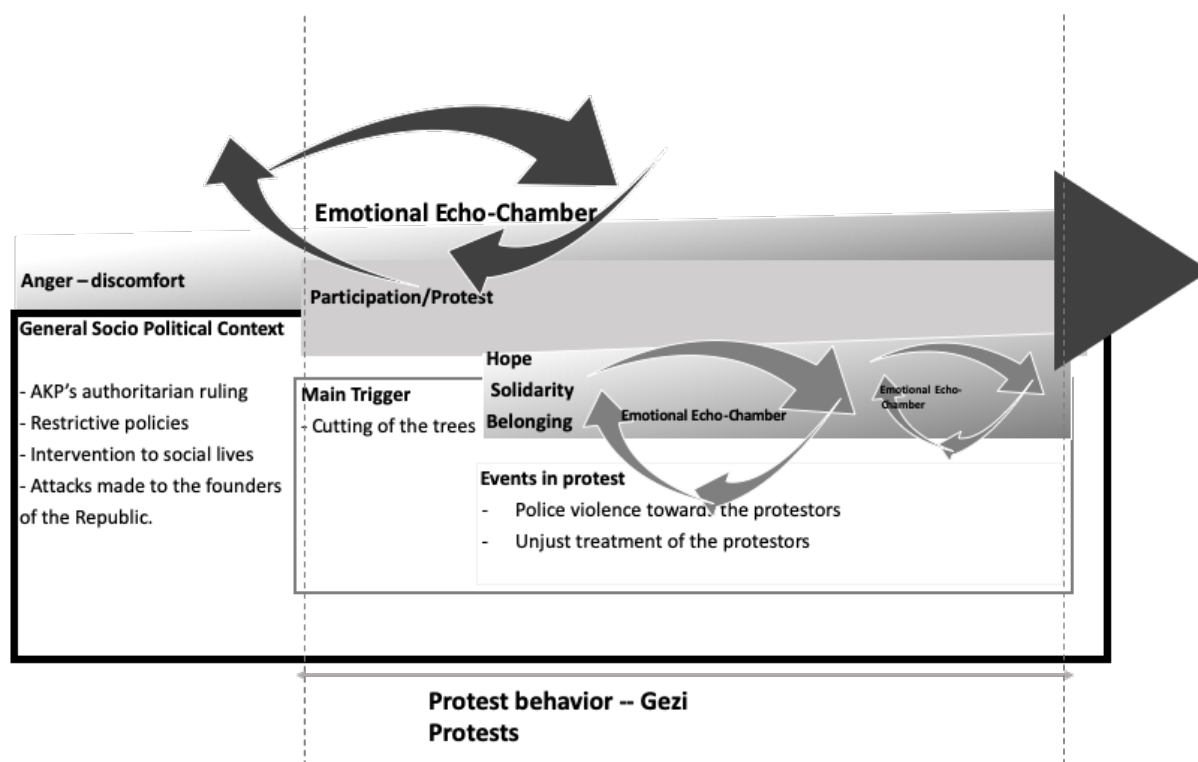 Emotional Echo-Chamber
Anger – discomfort
Participation/Protest
General Socio Political Context
- AKP's authoritarian ruling
- Restrictive policies
- Intervention to social lives
- Attacks made to the founders
of the Republic.
Main Trigger
- Cutting of the trees
Hope
Solidarity
Belonging
Emotional Echo-Chamber
Emotional Echo-
Chamber
Events in protest
- Police violence toward the protestors
- Unjust treatment of the protestors
Protest behavior -- Gezi
Protests